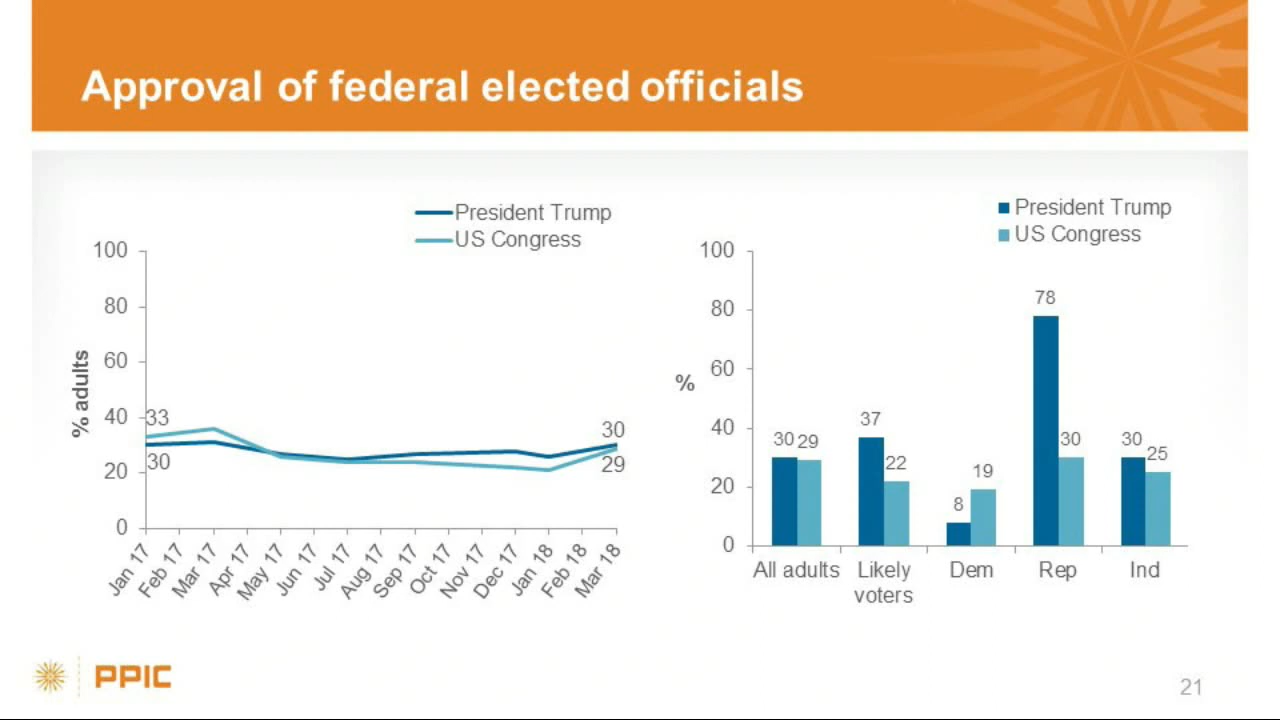 Approval of federal elected officials
President Trump
US Congress
100
80
60
40
20
0
% adults
33
30
30
29
Jan 17
Feb 17
Mar 17
Apr 17
May 17
Jun 17
Jul 17
Aug 17
Sep 17
Oct 17
Nov 17
Dec 17
Jan 18
Feb 18
Mar 18
President Trump
US Congress
100
80
60
40
20
0
%
30 29
37
22
8
19
78
30
30
25
All adults
Likely
voters
Dem
Rep
Ind
PPIC
21